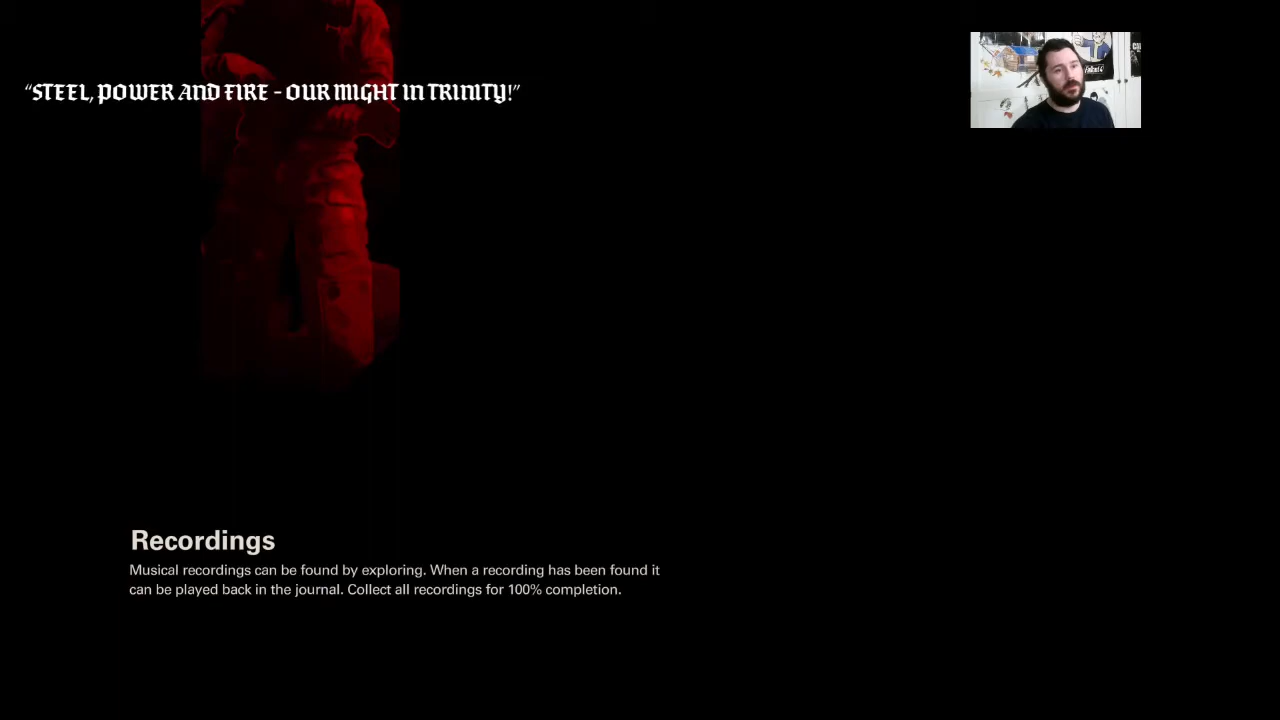 “STEEL, POWER AND FIRE - OUR MIGHT IN TRINITY!”
Recordings
Musical recordings can be found by exploring. When a recording has been found it
can be played back in the journal. Collect all recordings for 100% completion.